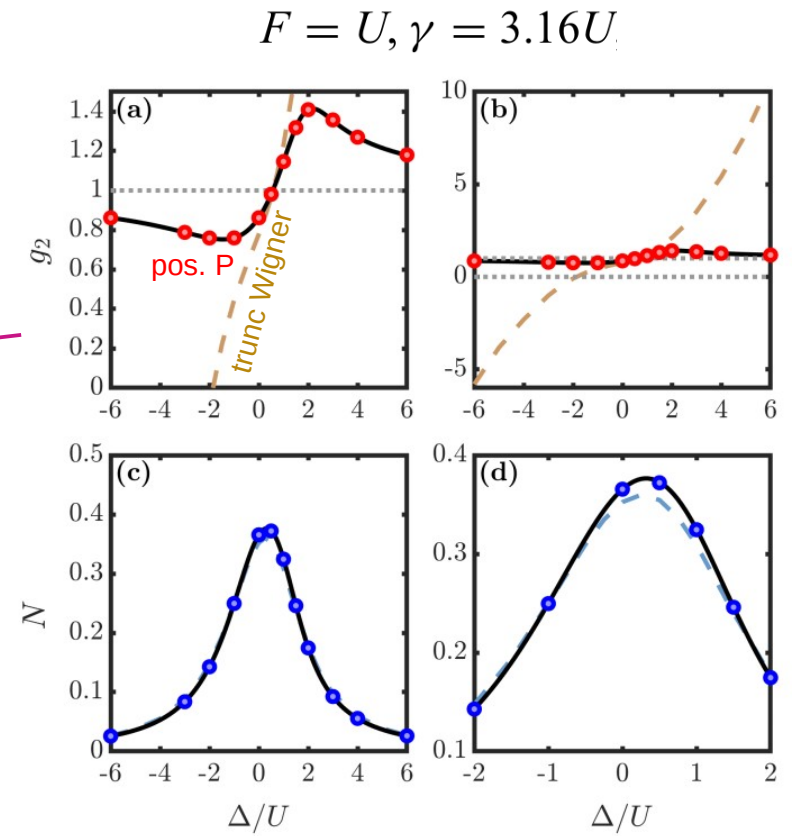 F = U, γ = 3.16U
(a)
(b)
1.4
1.2
1
0.8
0.6
0.4
0.2
0
g₂
pos. P
trunc Wigner
-6 -4 -2 0 2 4 6
10
5
0
-5
-6 -4 -2 0 2 4 6
(c)
(d)
0.5
0.4
0.3
0.2
0.1
0
N
-6 -4 -2 0 2 4 6
Δ/U
0.4
0.3
0.2
0.1
-2 -1 0 1 2
Δ/U